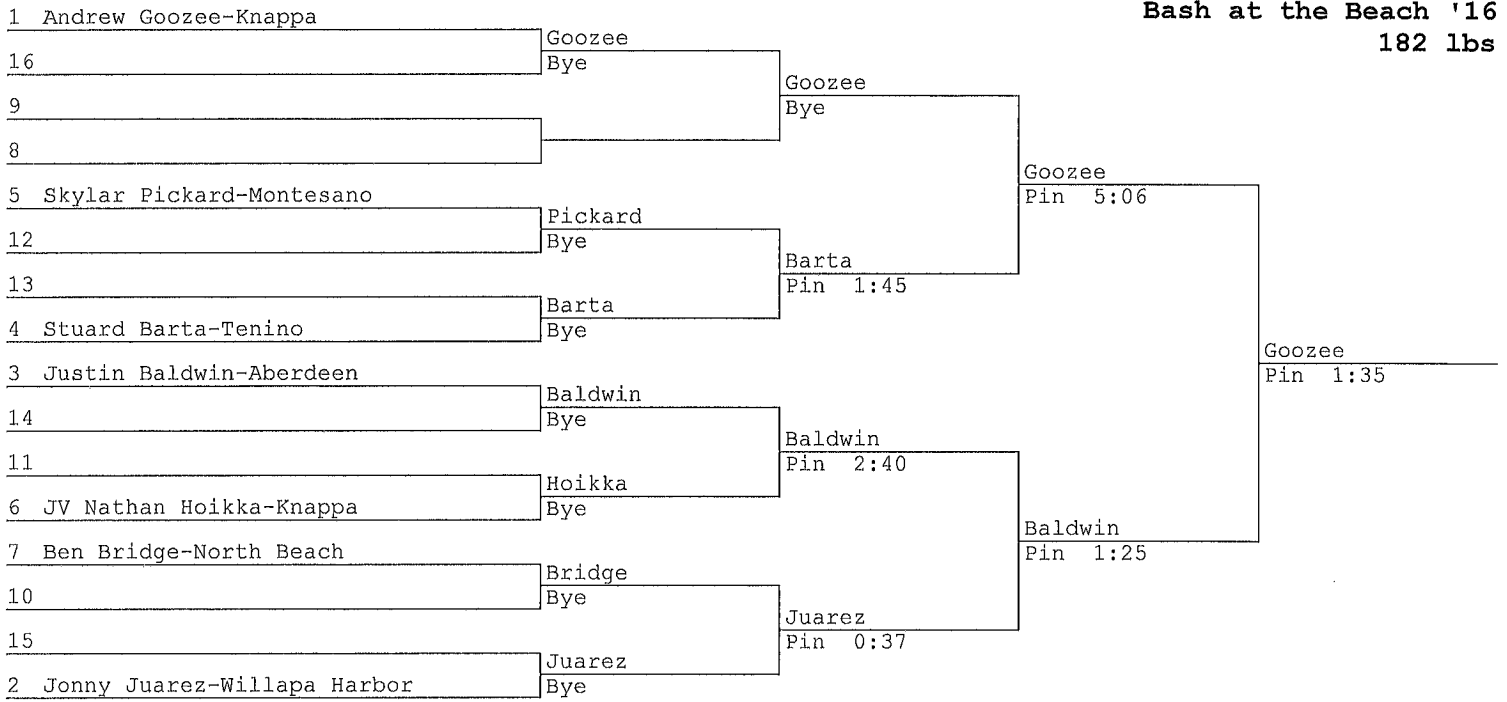 Bash at the Beach '16
182 lbs
1 Andrew Goozee-Knappa
16
9
8
5 Skylar Pickard-Montesano
12
13
4 Stuard Barta-Tenino
3 Justin Baldwin-Aberdeen
14
11
6 JV Nathan Hoikka-Knappa
7 Ben Bridge-North Beach
10
15
2 Jonny Juarez-Willapa Harbor
Goozee
Bye
Pickard
Bye
Barta
Bye
Baldwin
Bye
Hoikka
Bye
Bridge
Bye
Juarez
Bye
Goozee
Bye
Barta
Pin 1:45
Baldwin
Pin 2:40
Juarez
Pin 0:37
Goozee
Pin 5:06
Baldwin
Pin 1:25
Goozee
Pin 1:35